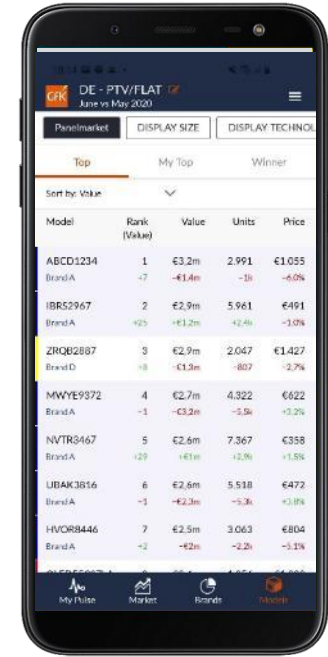 GfK
DE - PTV/FLAT
June vs May 2020
Panelmarket DISPLAY SIZE DISPLAY TECHNOL
Top My Top Winner
Sort by: Value
Model Rank (Value) Value Units Price
ABCD1234 1 €3,2m 2.991 €1.055
Brand A +7 -€1,4m -1k -6.0%
IBRS2967 2 €2,9m 5.961 €491
Brand A +25 +€1,2m +2,4k -1.0%
ZRQB2887 3 €2,9m 2.047 €1.427
Brand D +8 -€1,3m -807 -2,7%
MWYE9372 4 €2,7m 4.322 €622
Brand A -1 -€3,2m -5,5k +3,2%
NVTR3467 5 €2,6m 7.367 €358
Brand A +29 +€1m +2,9k +1.5%
UBAK3816 6 €2,6m 5.518 €472
Brand A -1 -€2,3m -5,3k +3,8%
HVOR8446 7 €2,5m 3.063 €804
Brand A +2 -€2m -2,2k -5,1%
My Pulse Market Brands Models